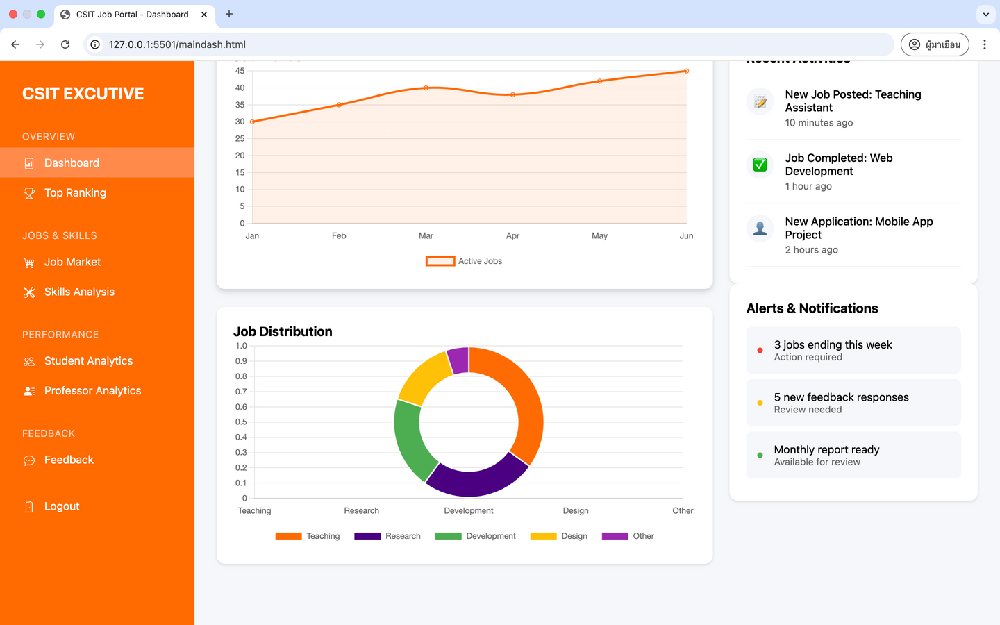 CSIT Job Portal - Dashboard
127.0.0.1:5501/maindash.html
ผู้มาเยือน
CSIT EXCUTIVE
OVERVIEW
Dashboard
Top Ranking
JOBS & SKILLS
Job Market
Skills Analysis
PERFORMANCE
Student Analytics
Professor Analytics
FEEDBACK
Feedback
Logout
45
40
35
30
25
20
15
10
5
0
Jan Feb Mar Apr May Jun
Active Jobs
Job Distribution
1.0
0.9
0.8
0.7
0.6
0.5
0.4
0.3
0.2
0.1
0
Teaching Research Development Design Other
Teaching Research Development Design Other
Recent Activities
New Job Posted: Teaching
Assistant
10 minutes ago
Job Completed: Web
Development
1 hour ago
New Application: Mobile App
Project
2 hours ago
Alerts & Notifications
3 jobs ending this week
Action required
5 new feedback responses
Review needed
Monthly report ready
Available for review